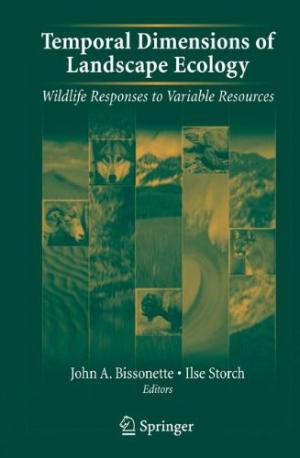 Temporal Dimensions of
Landscape Ecology
Wildlife Responses to Variable Resources
John A. Bissonette • Ilse Storch
Editors
Springer